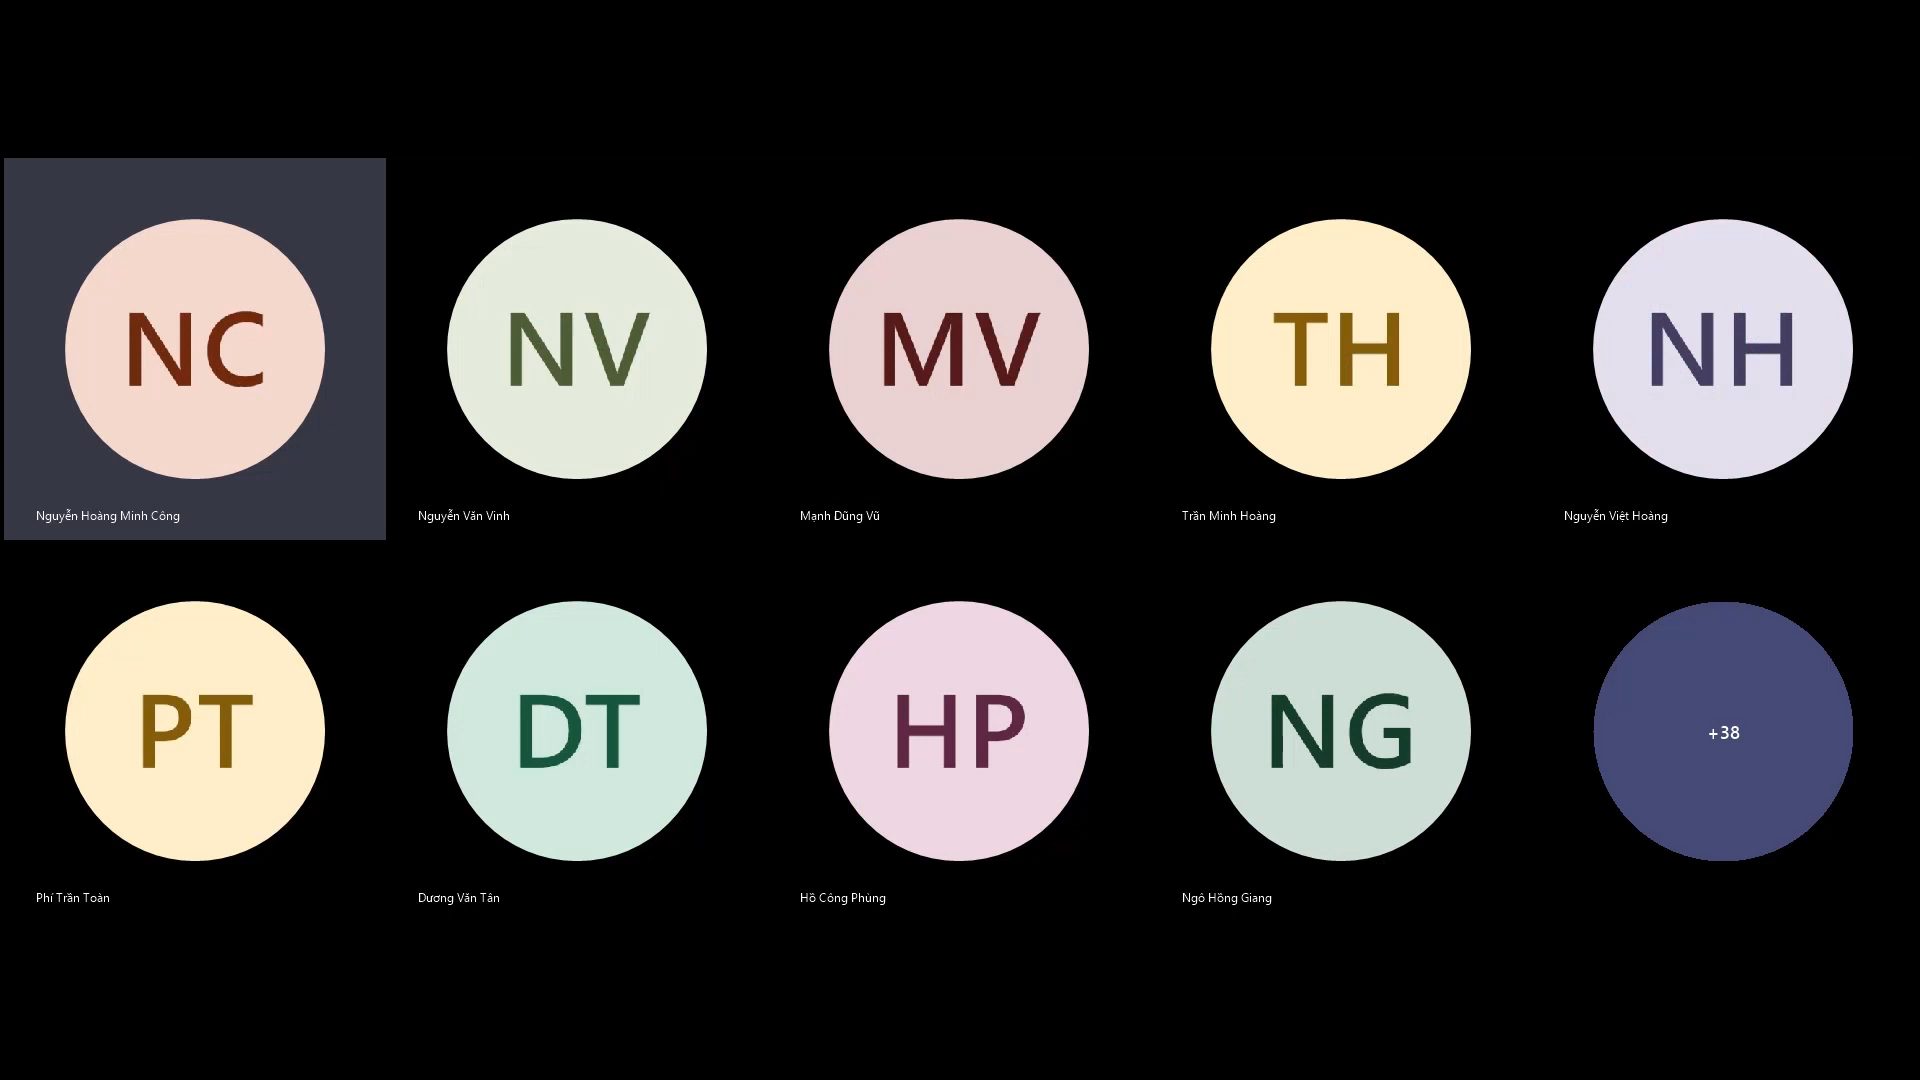 NC
NV
MV
TH
NH
Nguyễn Hoàng Minh Công
Nguyễn Văn Vinh
Mạnh Dũng Vũ
Trần Minh Hoàng
Nguyễn Việt Hoàng
PT
DT
HP
NG
+38
Phí Trần Toàn
Dương Văn Tân
Hồ Công Phùng
Ngô Hồng Giang